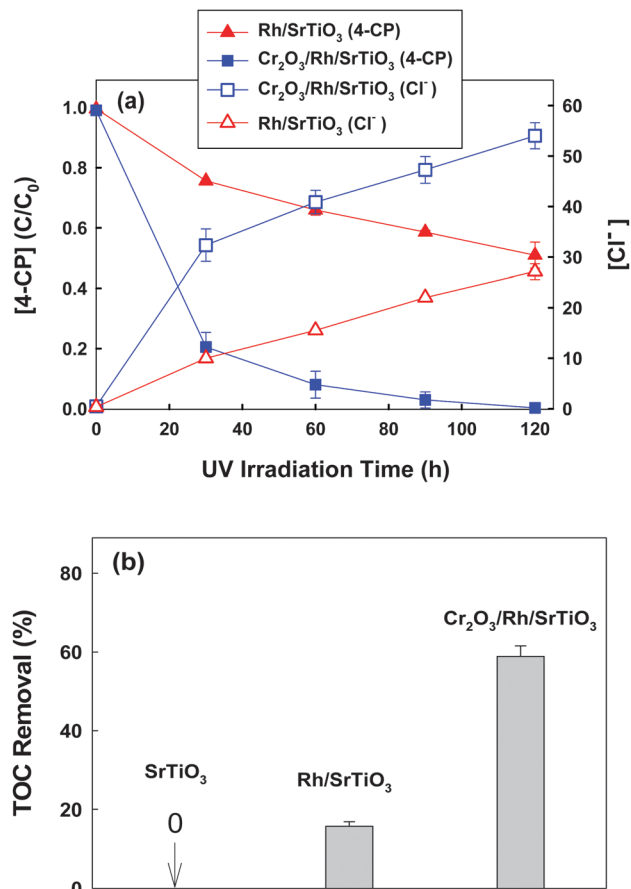 Rh/SrTiO₃ (4-CP)
Cr₂O₃/Rh/SrTiO₃ (4-CP)
Cr₂O₃/Rh/SrTiO₃ (Cl⁻)
Rh/SrTiO₃ (Cl⁻)
(a)
1.0
0.8
0.6
0.4
0.2
0.0
[4-CP] (C/C₀)
60
50
40
30
20
10
0
[Cl⁻]
0 20 40 60 80 100 120
UV Irradiation Time (h)
(b)
80
60
40
20
0
TOC Removal (%)
Cr₂O₃/Rh/SrTiO₃
SrTiO₃
Rh/SrTiO₃
0